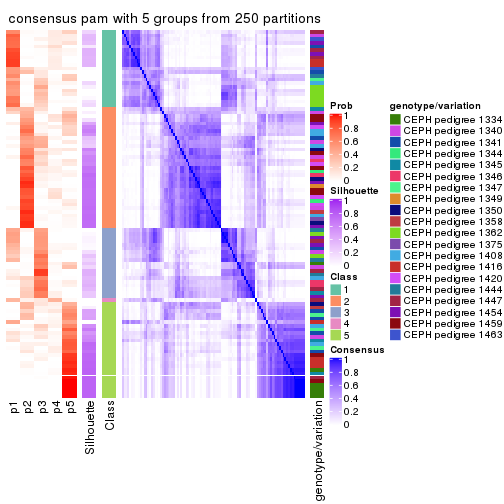 consensus pam with 5 groups from 250 partitions
Prob
1
0.8
0.6
0.4
0.2
0
Silhouette
1
0.8
0.6
0.4
0.2
0
Class
1
2
3
4
5
Consensus
1
0.8
0.6
0.4
0.2
0
genotype/variation
CEPH pedigree 1334
CEPH pedigree 1340
CEPH pedigree 1341
CEPH pedigree 1344
CEPH pedigree 1345
CEPH pedigree 1346
CEPH pedigree 1347
CEPH pedigree 1349
CEPH pedigree 1350
CEPH pedigree 1358
CEPH pedigree 1362
CEPH pedigree 1375
CEPH pedigree 1408
CEPH pedigree 1416
CEPH pedigree 1420
CEPH pedigree 1444
CEPH pedigree 1447
CEPH pedigree 1454
CEPH pedigree 1459
CEPH pedigree 1463
p1
p2
p3
p4
p5
Silhouette
Class
genotype/variation